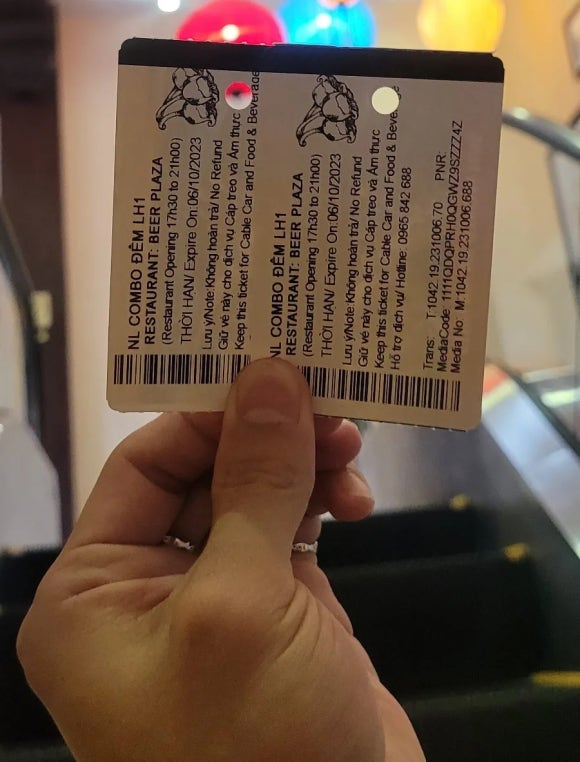 NL COMBO ĐÊM LH1
RESTAURANT: BEER PLAZA
(Restaurant Opening 17h30 to 21h00)
THỜI HẠN/ Expire On:06/10/2023
Lưu ý/Note:Không hoàn trả/ No Refund
Giữ vé này cho dịch vụ Cáp treo và Ẩm thực
Keep this ticket for Cable Car and Food & Beverage
NL COMBO ĐÊM LH1
RESTAURANT: BEER PLAZA
(Restaurant Opening 17h30 to 21h00)
THỜI HẠN/ Expire On:06/10/2023
Lưu ý/Note:Không hoàn trả/ No Refund
Giữ vé này cho dịch vụ Cáp treo và Ẩm thực
Keep this ticket for Cable Car and Food &
Hỗ trợ dịch vụ/ Hotline: 0965 842 688
Trans: T:1042.19.231006.70 PNR:
MediaCode:1111QDQPRH0QGWZ9SZZZ4Z
Media No M:1042.19.231006.688